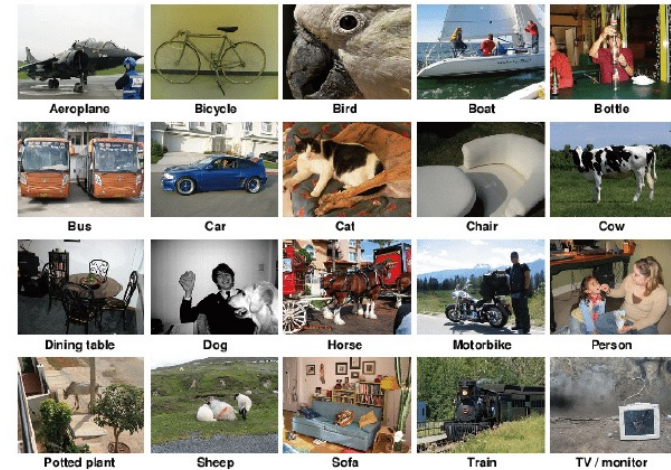 Aeroplane
Bicycle
Bird
Boat
Bottle
Bus
Car
Cat
Chair
Cow
Dining table
Dog
Horse
Motorbike
Person
Potted plant
Sheep
Sofa
Train
TV / monitor